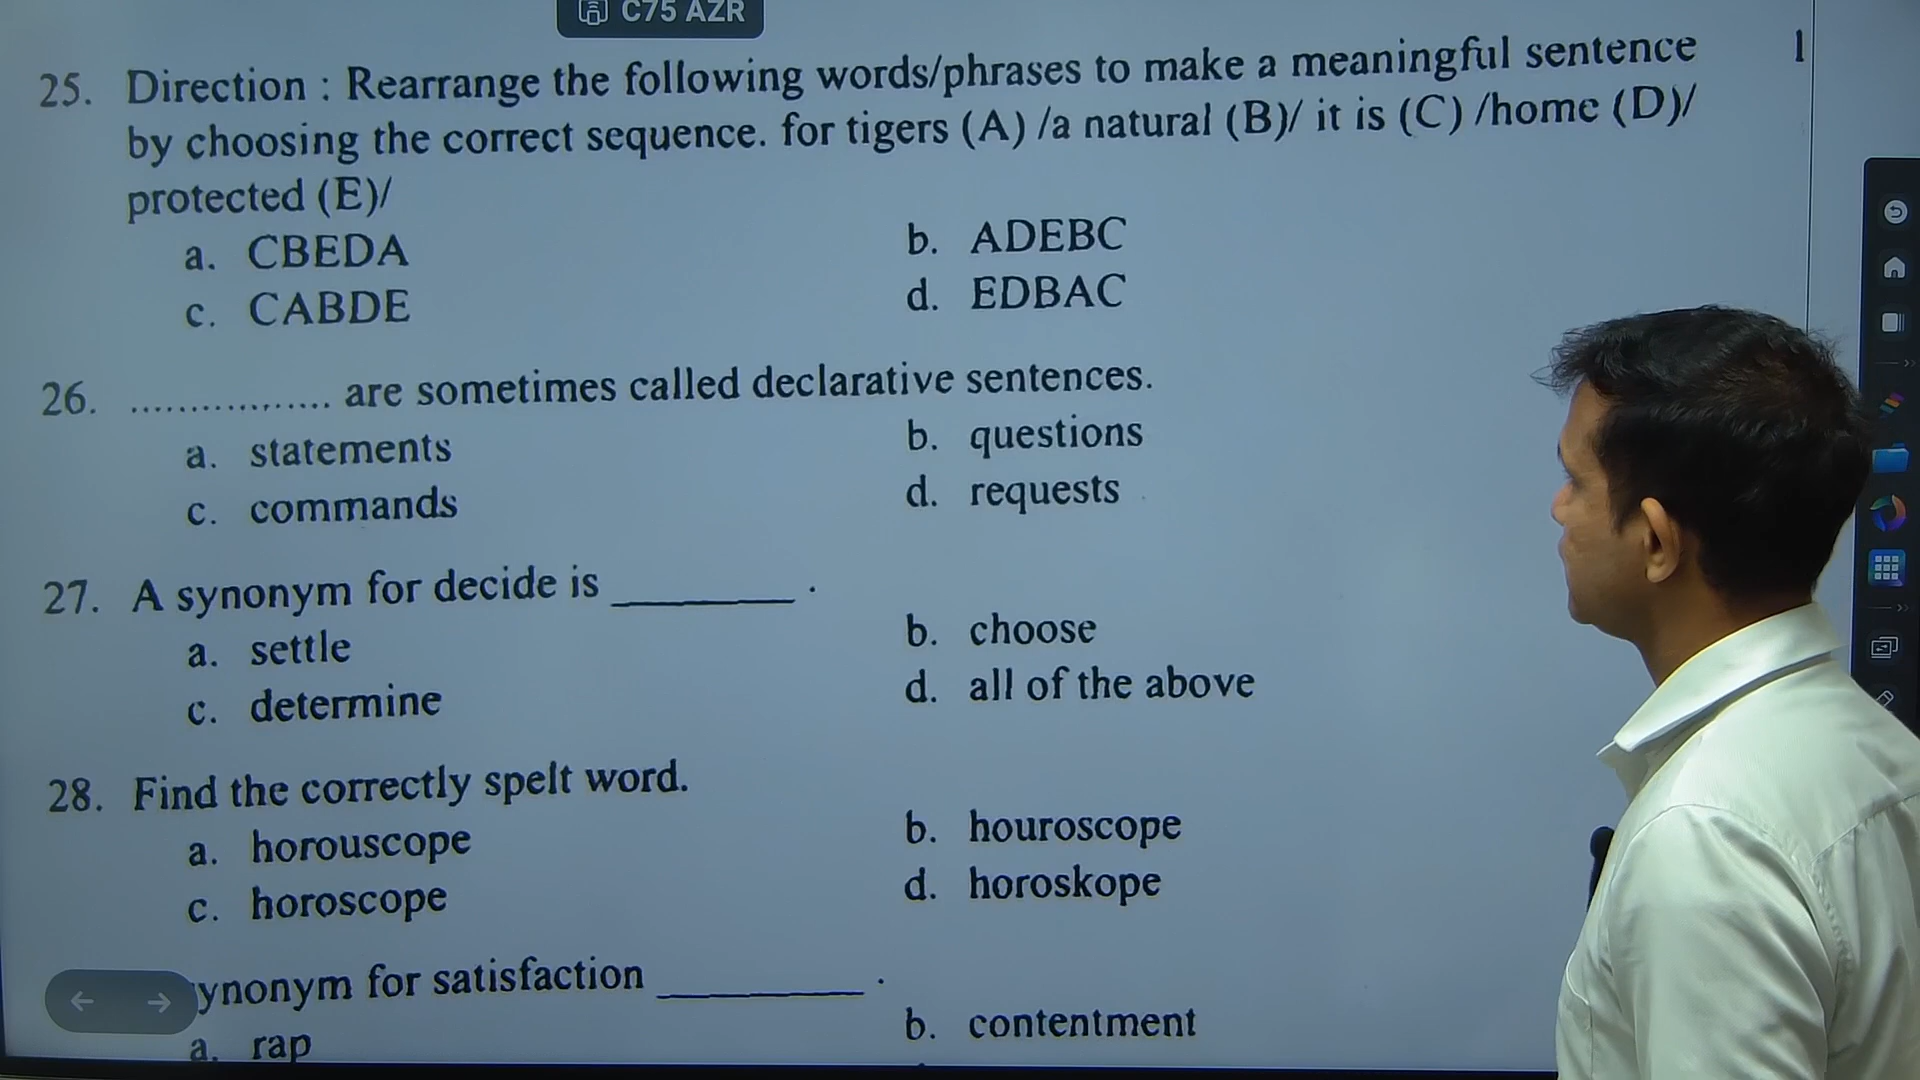 C75 AZR
25. Direction : Rearrange the following words/phrases to make a meaningful sentence 1
by choosing the correct sequence. for tigers (A) /a natural (B)/ it is (C) /home (D)/
protected (E)/
a. CBEDA b. ADEBC
c. CABDE d. EDBAC
26. ................. are sometimes called declarative sentences.
a. statements b. questions
c. commands d. requests
27. A synonym for decide is ________ .
a. settle b. choose
c. determine d. all of the above
28. Find the correctly spelt word.
a. horouscope b. houroscope
c. horoscope d. horoskope
ynonym for satisfaction _________ .
a. rap b. contentment